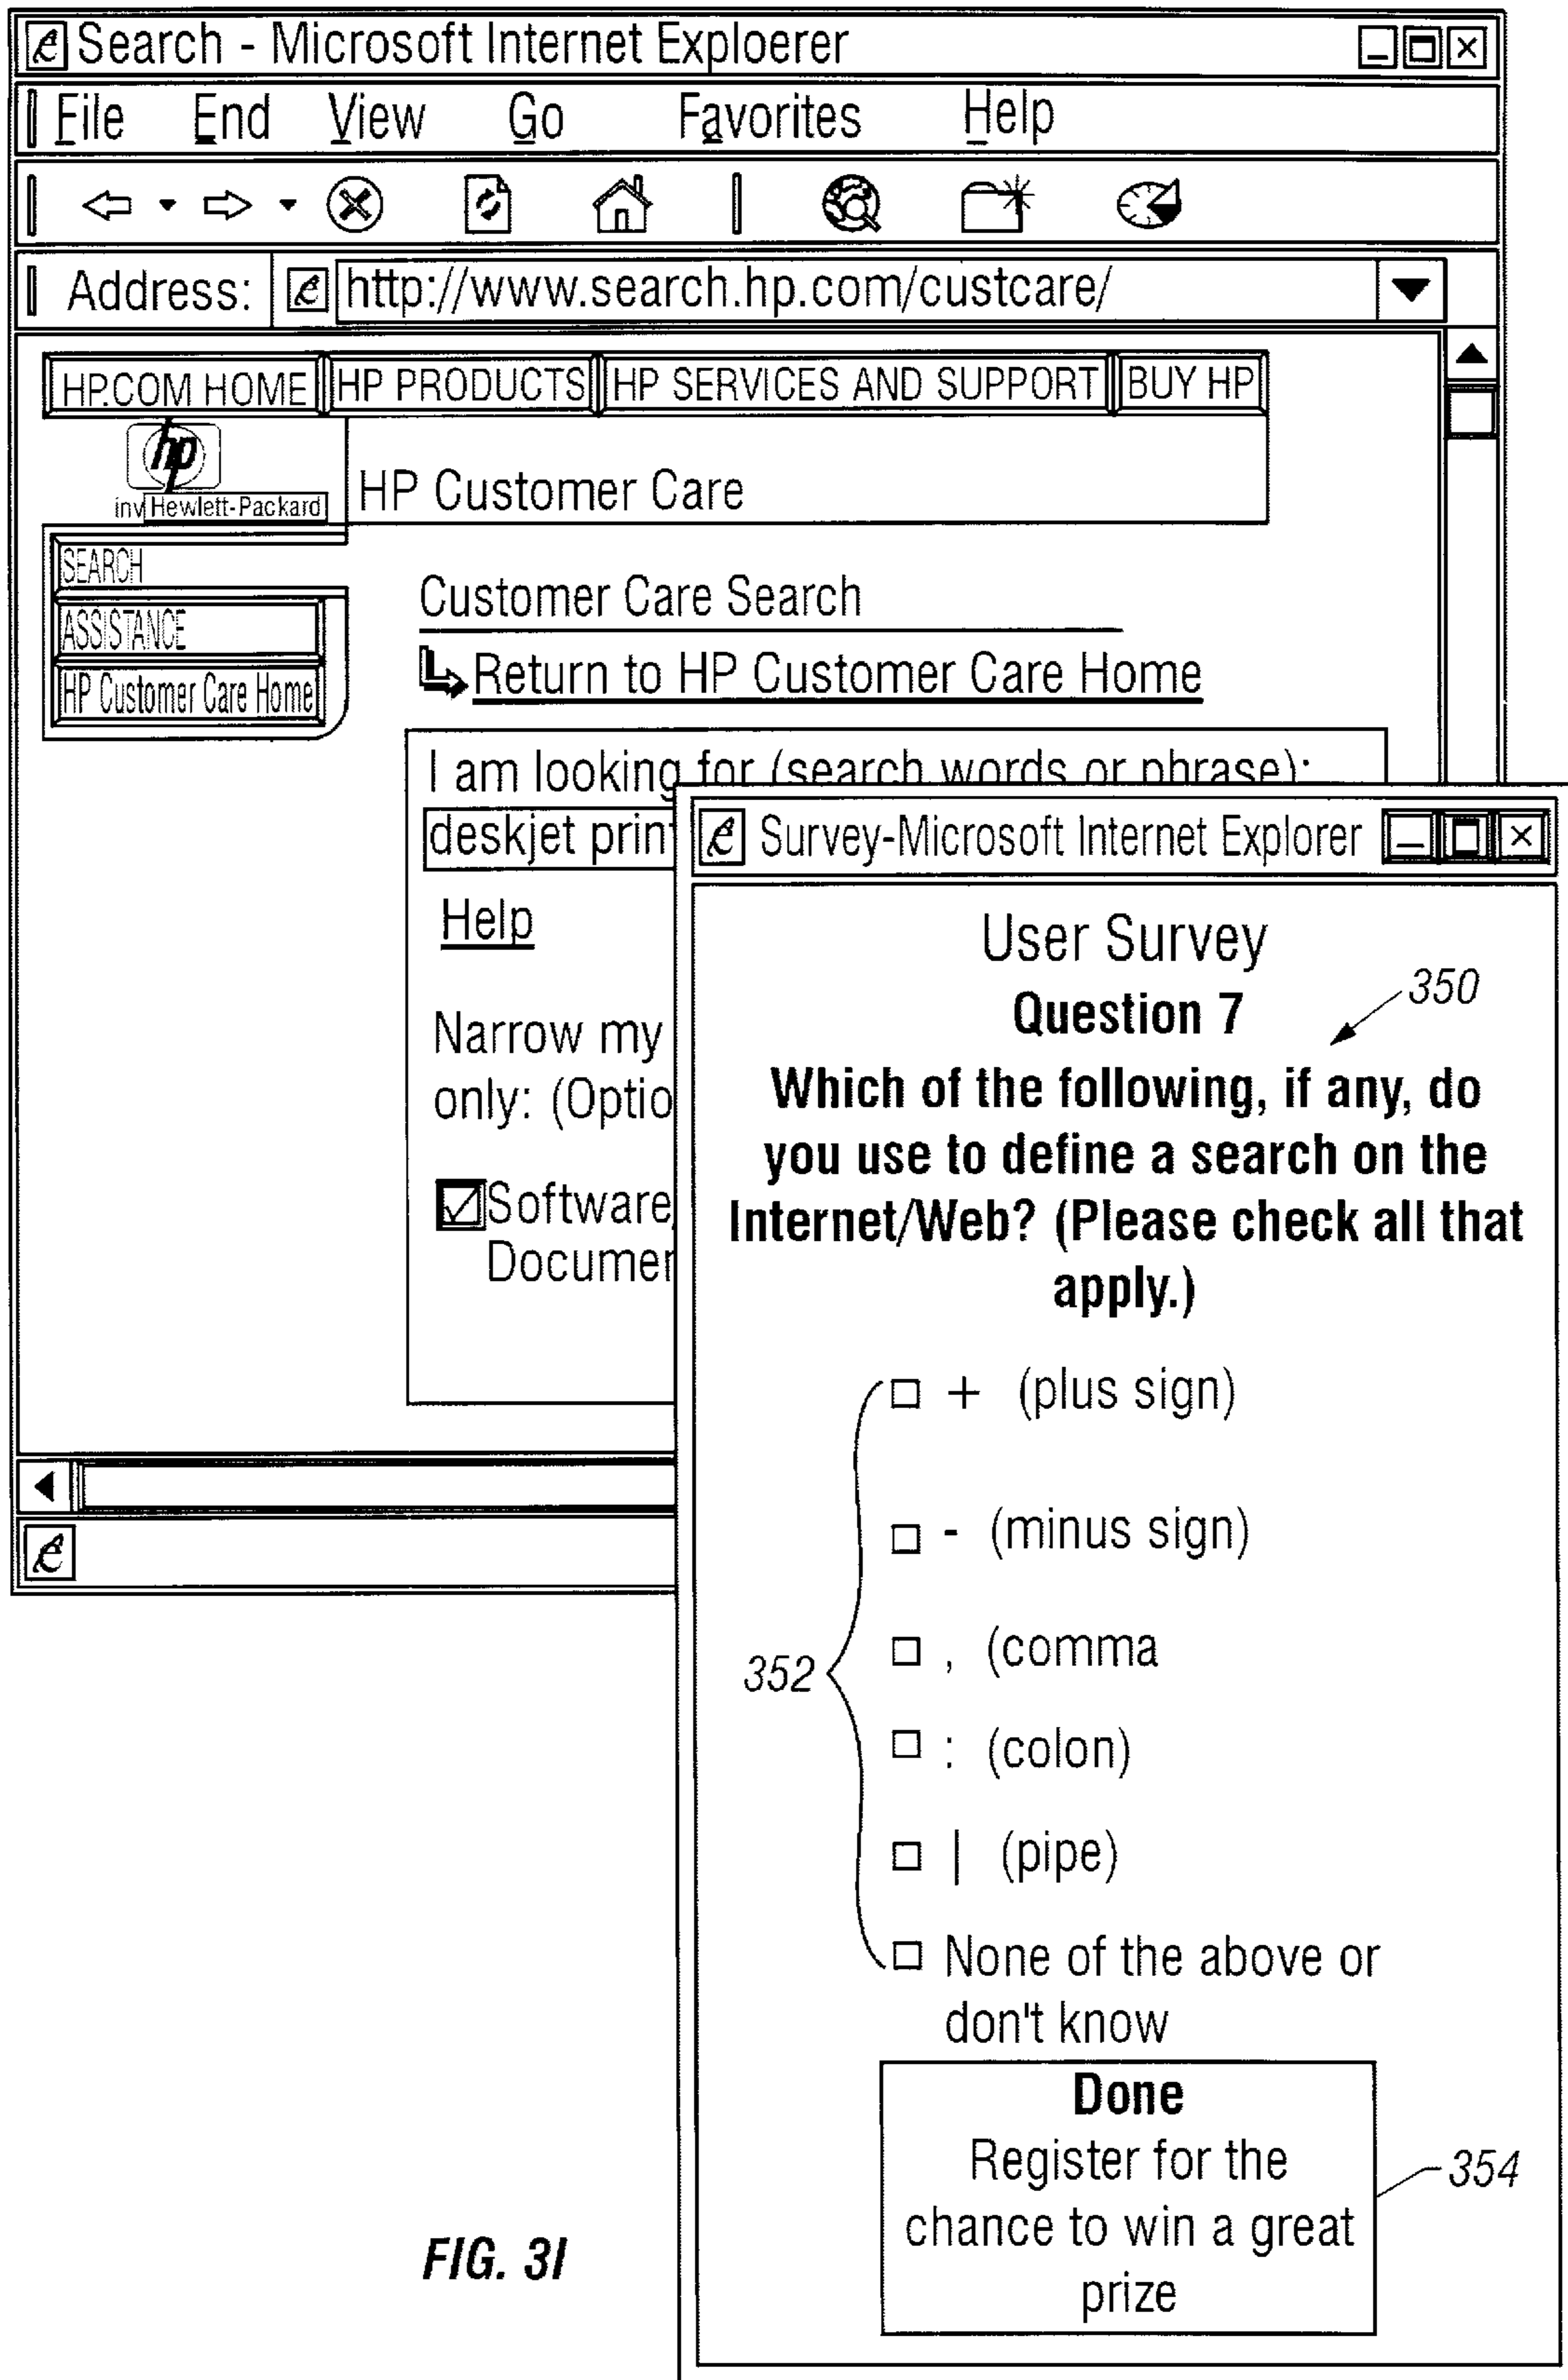 Search - Microsoft Internet Exploerer
File End View Go Favorites Help
Address: http://www.search.hp.com/custcare/
HP.COM HOME HP PRODUCTS HP SERVICES AND SUPPORT BUY HP
hp
inv Hewlett-Packard
HP Customer Care
SEARCH
ASSISTANCE
HP Customer Care Home
Customer Care Search
Return to HP Customer Care Home
I am looking for (search words or phrase):
deskjet prin
Help
Narrow my
only: (Optio
Software
Documen
Survey-Microsoft Internet Explorer
User Survey
Question 7
350
Which of the following, if any, do
you use to define a search on the
Internet/Web? (Please check all that
apply.)
+ (plus sign)
- (minus sign)
, (comma
352
: (colon)
| (pipe)
None of the above or
don't know
Done
Register for the
chance to win a great
prize
354
FIG. 3I